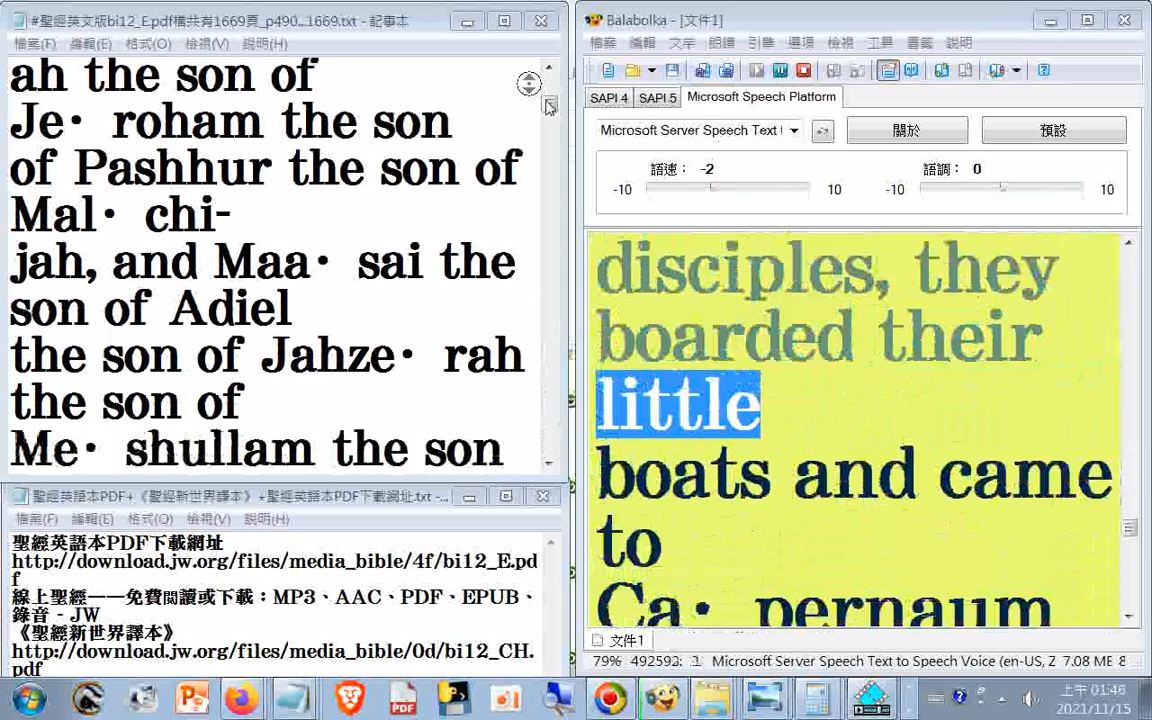 #聖經英文版bi12_E.pdf橫共有1669頁_p490...1669.txt - 記事本
檔案(F) 編輯(E) 格式(O) 檢視(V) 說明(H)
ah the son of
Je· roham the son
of Pashhur the son of
Mal· chi-
jah, and Maa· sai the
son of Adiel
the son of Jahze· rah
the son of
Me· shullam the son
聖經英語本PDF+《聖經新世界譯本》+聖經英語本PDF下載網址.txt - ...
檔案(F) 編輯(E) 格式(O) 檢視(V) 說明(H)
聖經英語本PDF下載網址
http://download.jw.org/files/media_bible/4f/bi12_E.pd
f
線上聖經——免費閱讀或下載：MP3、AAC、PDF、EPUB、
錄音 - JW
《聖經新世界譯本》
http://download.jw.org/files/media_bible/0d/bi12_CH.
pdf
Balabolka - [文件1]
檔案 編輯 文字 朗讀 引擎 選項 檢視 工具 書籤 說明
SAPI 4 SAPI 5 Microsoft Speech Platform
Microsoft Server Speech Text 關於 預設
語速： -2 語調： 0
-10 10 -10 10
disciples, they
boarded their
little
boats and came
to
Ca· pernaum
文件1
79% 492592: 1 Microsoft Server Speech Text to Speech Voice (en-US, Z 7.08 MB 8
PDF
上午 01:46
2021/11/15